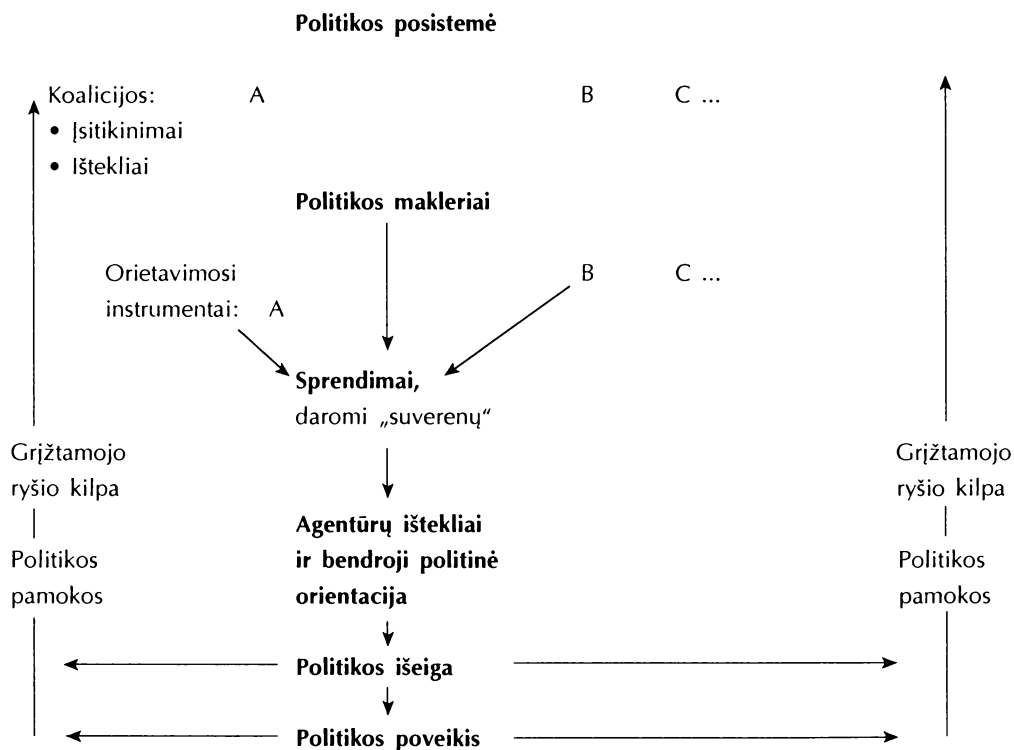 Politikos posistemė
Koalicijos: A B C ...
• Įsitikinimai
• Ištekliai
Politikos makleriai
Orietavimosi B C ...
instrumentai: A
Sprendimai,
daromi „suverenų“
Grįžtamojo Grįžtamojo
ryšio kilpa ryšio kilpa
Agentūrų ištekliai
ir bendroji politinė
orientacija
Politikos Politikos
pamokos pamokos
Politikos išeiga
Politikos poveikis